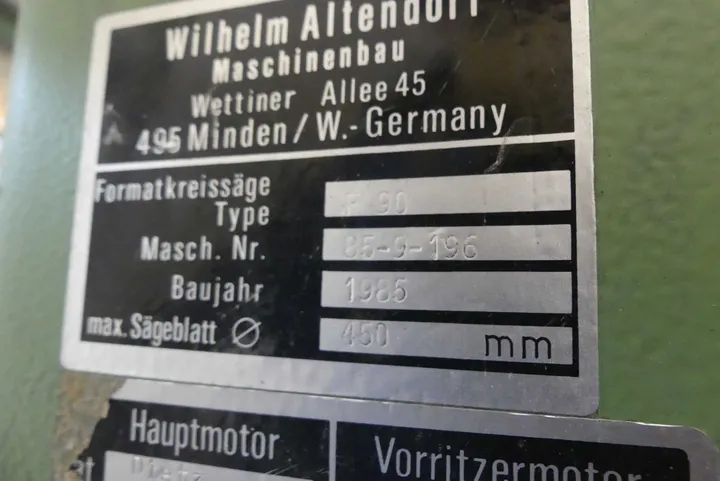 Wilhelm Altendorf
Maschinenbau
Wettiner Allee 45
495 Minden/W.-Germany
Formatkreissäge
Type F 90
Masch. Nr. 85-9-196
Baujahr 1985
max. Sägeblatt Ø 450 mm
Hauptmotor Vorritzermotor